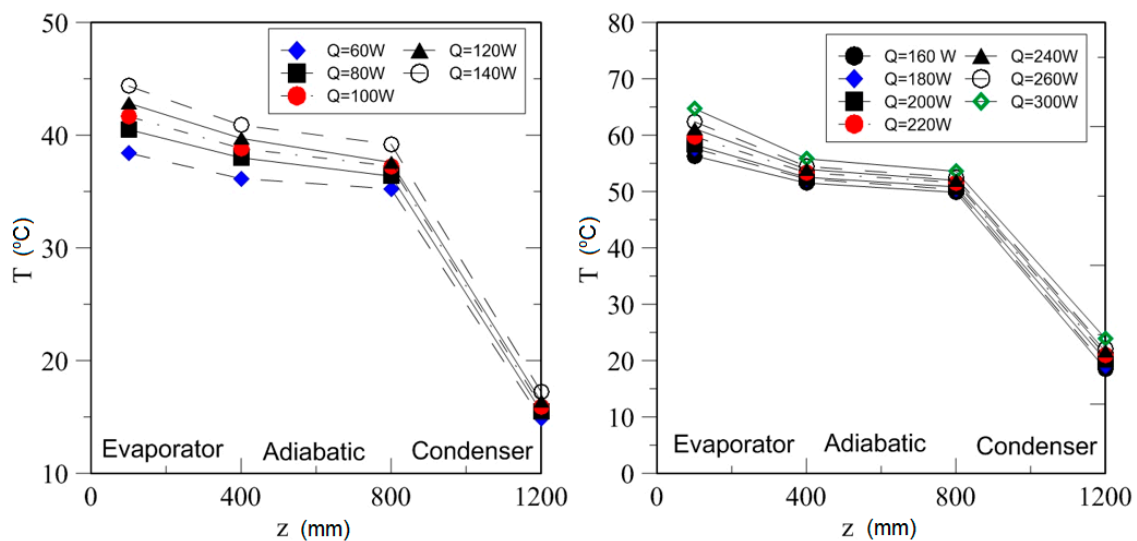 50
40
30
20
10
T (ºC)
Q=60W
Q=80W
Q=100W
Q=120W
Q=140W
Evaporator
Adiabatic
Condenser
0
400
800
1200
z (mm)
80
70
60
50
40
30
20
10
0
T (ºC)
Q=160 W
Q=180W
Q=200W
Q=220W
Q=240W
Q=260W
Q=300W
Evaporator
Adiabatic
Condenser
0
400
800
1200
z (mm)